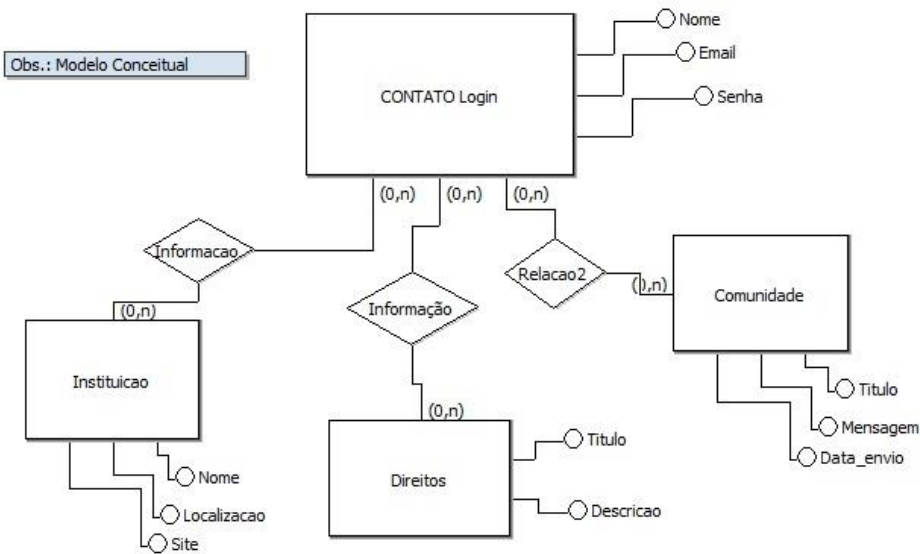 Obs.: Modelo Conceitual
CONTATO Login
Nome
Email
Senha
(0,n)
(0,n)
(0,n)
Informacao
(0,n)
Instituicao
Nome
Localizacao
Site
Informação
(0,n)
Direitos
Titulo
Descricao
Relacao2
(0,n)
Comunidade
Titulo
Mensagem
Data_envio